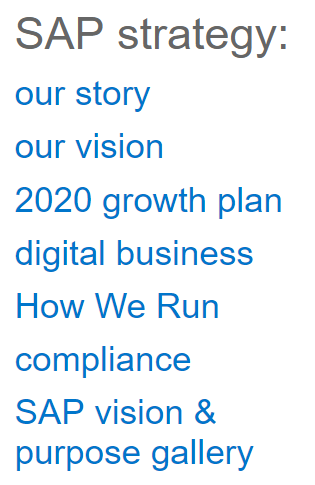 SAP strategy:
our story
our vision
2020 growth plan
digital business
How We Run
compliance
SAP vision &
purpose gallery